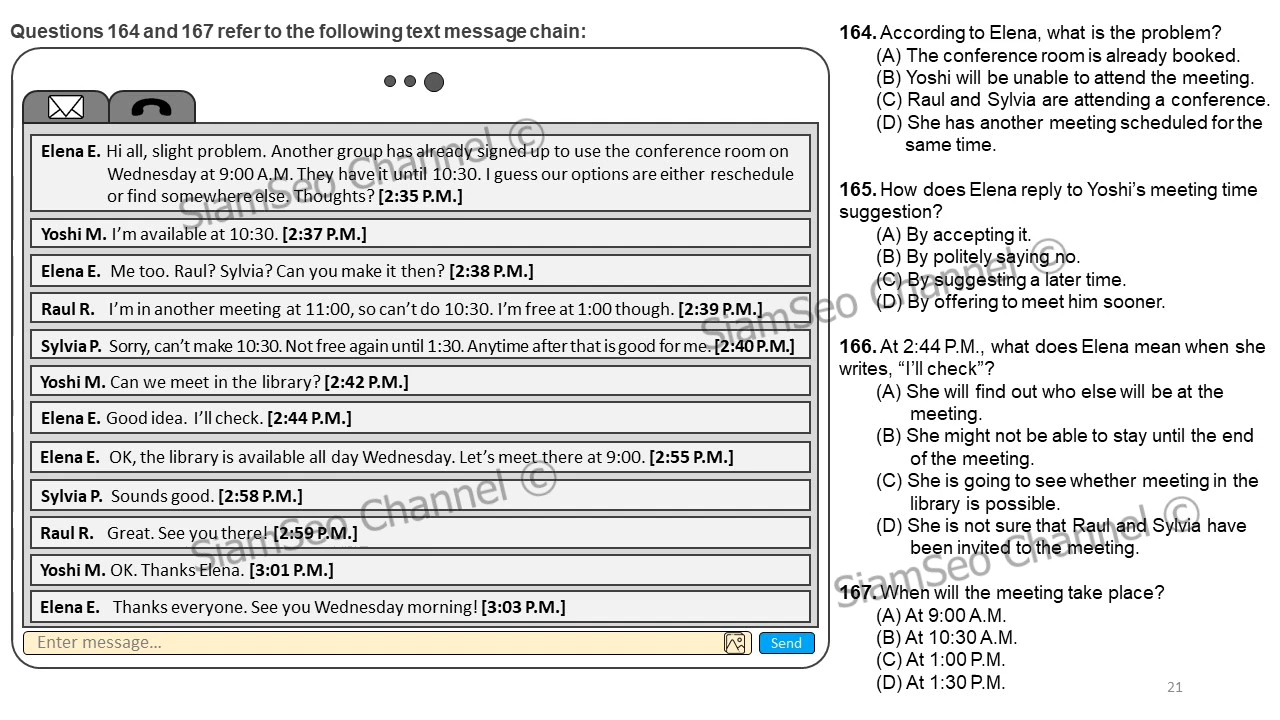 Questions 164 and 167 refer to the following text message chain:
Elena E. Hi all, slight problem. Another group has already signed up to use the conference room on
Wednesday at 9:00 A.M. They have it until 10:30. I guess our options are either reschedule
or find somewhere else. Thoughts? [2:35 P.M.]
Yoshi M. I'm available at 10:30. [2:37 P.M.]
Elena E. Me too. Raul? Sylvia? Can you make it then? [2:38 P.M.]
Raul R. I'm in another meeting at 11:00, so can't do 10:30. I'm free at 1:00 though. [2:39 P.M.]
Sylvia P. Sorry, can't make 10:30. Not free again until 1:30. Anytime after that is good for me. [2:40 P.M.]
Yoshi M. Can we meet in the library? [2:42 P.M.]
Elena E. Good idea. I'll check. [2:44 P.M.]
Elena E. OK, the library is available all day Wednesday. Let's meet there at 9:00. [2:55 P.M.]
Sylvia P. Sounds good. [2:58 P.M.]
Raul R. Great. See you there! [2:59 P.M.]
Yoshi M. OK. Thanks Elena. [3:01 P.M.]
Elena E. Thanks everyone. See you Wednesday morning! [3:03 P.M.]
Enter message...
Send
SiamSeo Channel ©
SiamSeo Channel ©
164. According to Elena, what is the problem?
(A) The conference room is already booked.
(B) Yoshi will be unable to attend the meeting.
(C) Raul and Sylvia are attending a conference.
(D) She has another meeting scheduled for the
same time.
165. How does Elena reply to Yoshi's meeting time
suggestion?
(A) By accepting it.
(B) By politely saying no.
(C) By suggesting a later time.
(D) By offering to meet him sooner.
166. At 2:44 P.M., what does Elena mean when she
writes, “I'll check”?
(A) She will find out who else will be at the
meeting.
(B) She might not be able to stay until the end
of the meeting.
(C) She is going to see whether meeting in the
library is possible.
(D) She is not sure that Raul and Sylvia have
been invited to the meeting.
167. When will the meeting take place?
(A) At 9:00 A.M.
(B) At 10:30 A.M.
(C) At 1:00 P.M.
(D) At 1:30 P.M.
SiamSeo Channel ©
SiamSeo Channel ©
21